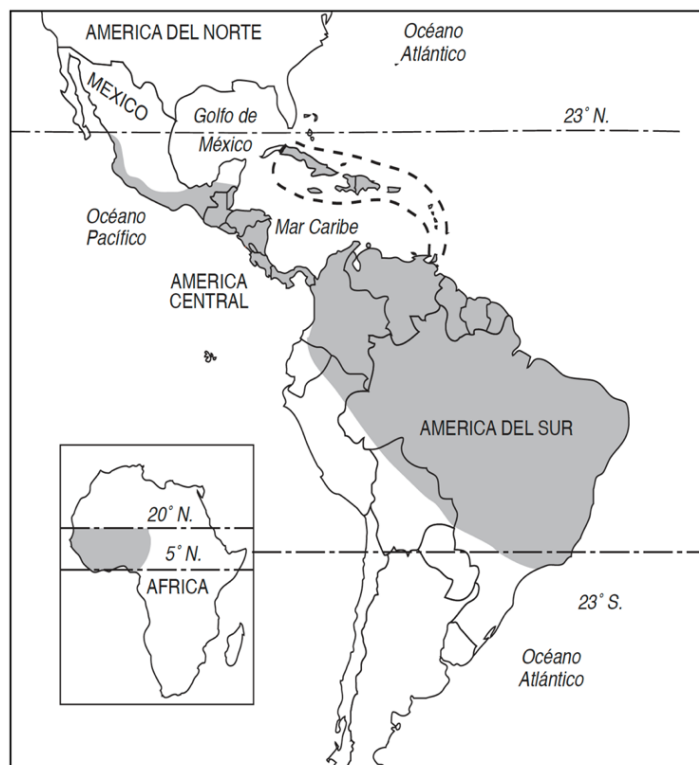 AMERICA DEL NORTE
Océano
Atlántico
MEXICO
Golfo de
México
23° N.
Océano
Pacífico
Mar Caribe
AMERICA
CENTRAL
AMERICA DEL SUR
20° N.
5° N.
AFRICA
23° S.
Océano
Atlántico